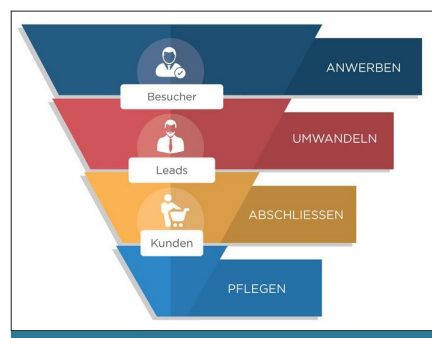 ANWERBEN
Besucher
UMWANDELN
Leads
ABSCHLIESSEN
Kunden
PFLEGEN